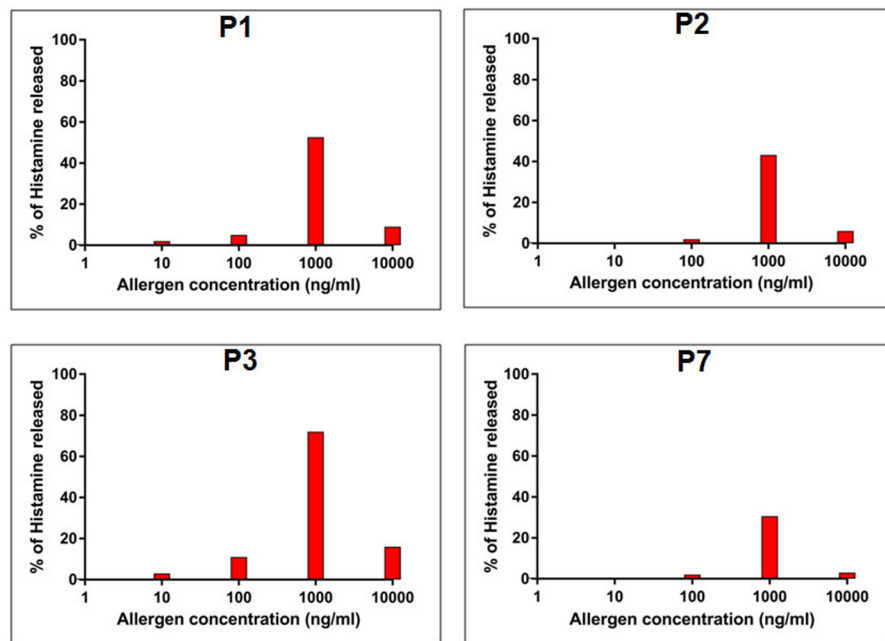 P1
% of Histamine released
100
80
60
40
20
0
1 10 100 1000 10000
Allergen concentration (ng/ml)
P2
% of Histamine released
100
80
60
40
20
0
1 10 100 1000 10000
Allergen concentration (ng/ml)
P3
% of Histamine released
100
80
60
40
20
0
1 10 100 1000 10000
Allergen concentration (ng/ml)
P7
% of Histamine released
100
80
60
40
20
0
1 10 100 1000 10000
Allergen concentration (ng/ml)